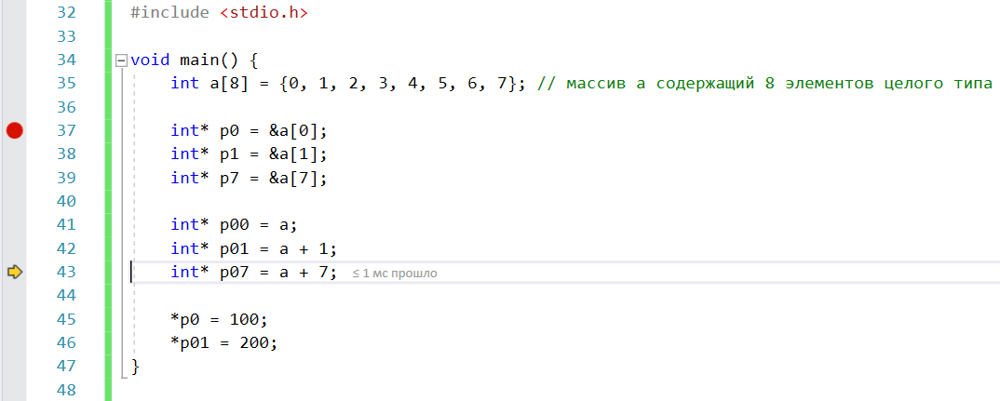 32 #include <stdio.h>
33
34 void main() {
35 int a[8] = {0, 1, 2, 3, 4, 5, 6, 7}; // массив a содержащий 8 элементов целого типа
36
37 int* p0 = &a[0];
38 int* p1 = &a[1];
39 int* p7 = &a[7];
40
41 int* p00 = a;
42 int* p01 = a + 1;
43 int* p07 = a + 7; ≤ 1 мс прошло
44
45 *p0 = 100;
46 *p01 = 200;
47 }
48